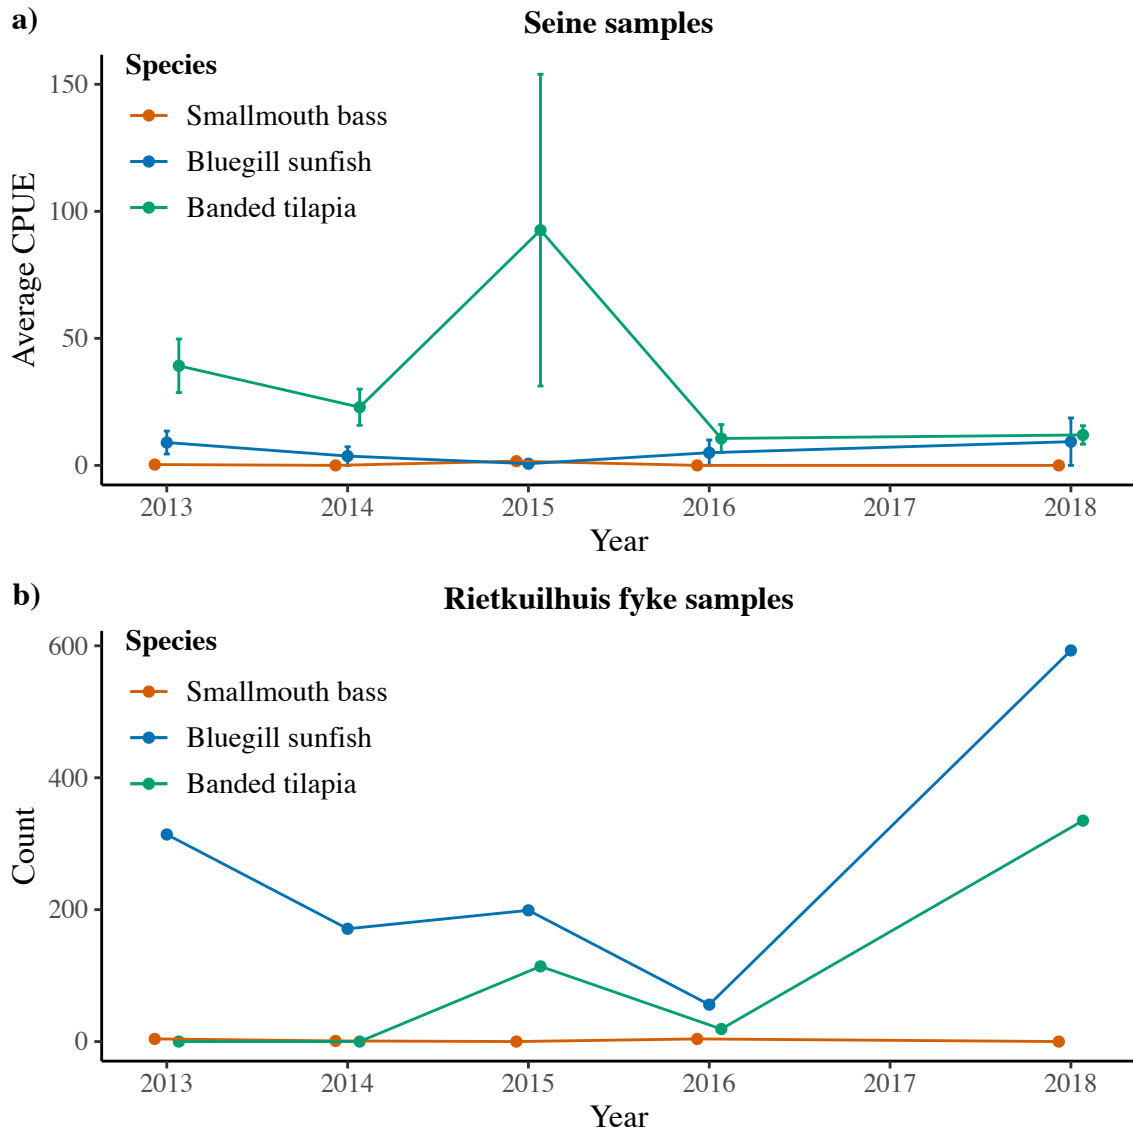 a)
Seine samples
Species
Smallmouth bass
Bluegill sunfish
Banded tilapia
Average CPUE
150
100
50
0
2013 2014 2015 2016 2017 2018
Year
b)
Rietkuilhuis fyke samples
Species
Smallmouth bass
Bluegill sunfish
Banded tilapia
Count
600
400
200
0
2013 2014 2015 2016 2017 2018
Year